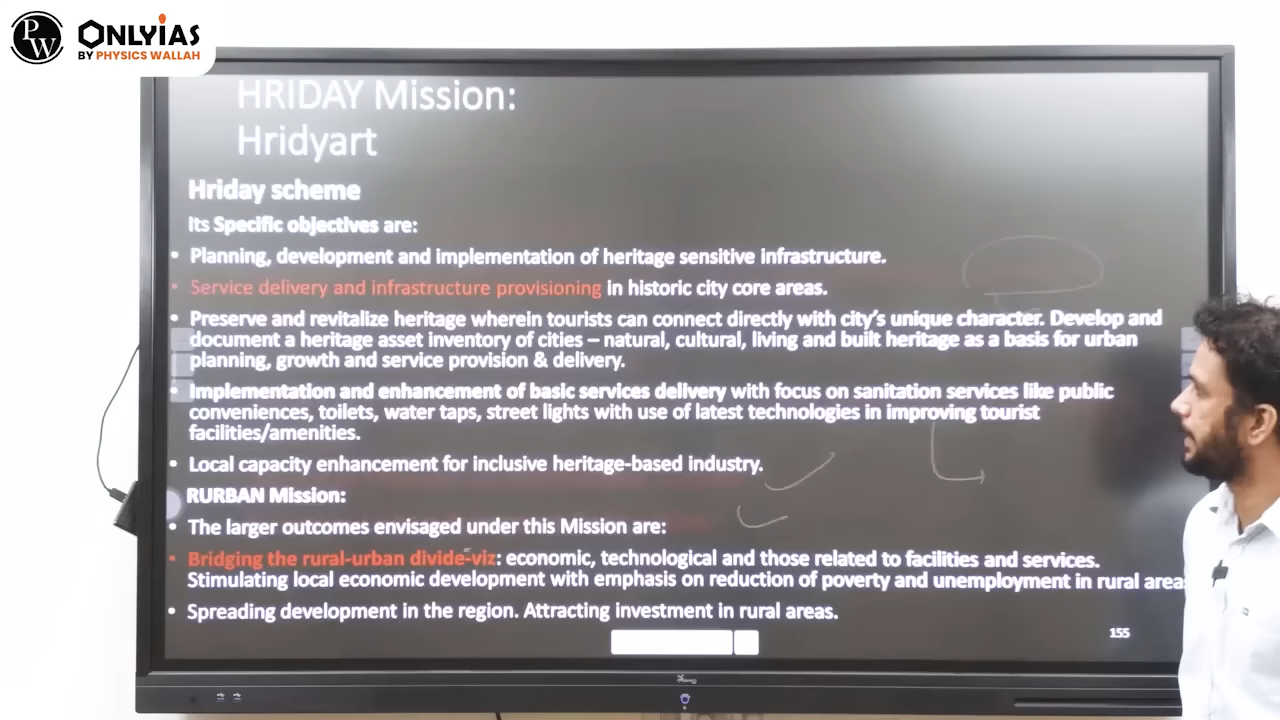 PW
ONLYIAS
BY PHYSICS WALLAH
HRIDAY Mission:
Hridyart
Hriday scheme
Its Specific objectives are:
• Planning, development and implementation of heritage sensitive infrastructure.
• Service delivery and infrastructure provisioning in historic city core areas.
• Preserve and revitalize heritage wherein tourists can connect directly with city's unique character. Develop and
document a heritage asset inventory of cities – natural, cultural, living and built heritage as a basis for urban
planning, growth and service provision & delivery.
• Implementation and enhancement of basic services delivery with focus on sanitation services like public
conveniences, toilets, water taps, street lights with use of latest technologies in improving tourist
facilities/amenities.
• Local capacity enhancement for inclusive heritage-based industry.
RURBAN Mission:
• The larger outcomes envisaged under this Mission are:
• Bridging the rural-urban divide-viz: economic, technological and those related to facilities and services.
Stimulating local economic development with emphasis on reduction of poverty and unemployment in rural area
• Spreading development in the region. Attracting investment in rural areas.
155